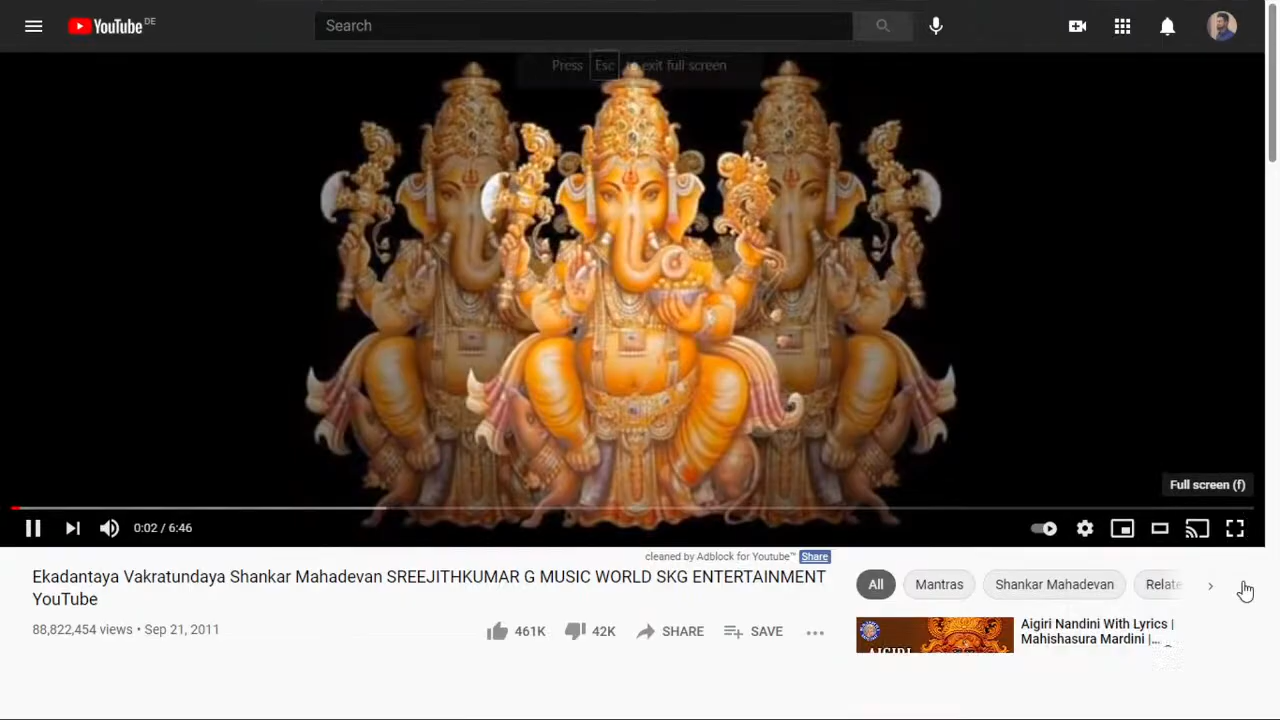 YouTube DE
Search
Press Esc to exit full screen
Full screen (f)
0:02 / 6:46
cleaned by Adblock for Youtube™ Share
Ekadantaya Vakratundaya Shankar Mahadevan SREEJITHKUMAR G MUSIC WORLD SKG ENTERTAINMENT
YouTube
88,822,454 views • Sep 21, 2011
461K 42K SHARE SAVE
All Mantras Shankar Mahadevan Relate
Aigiri Nandini With Lyrics |
Mahishasura Mardini |...
AIGIRI